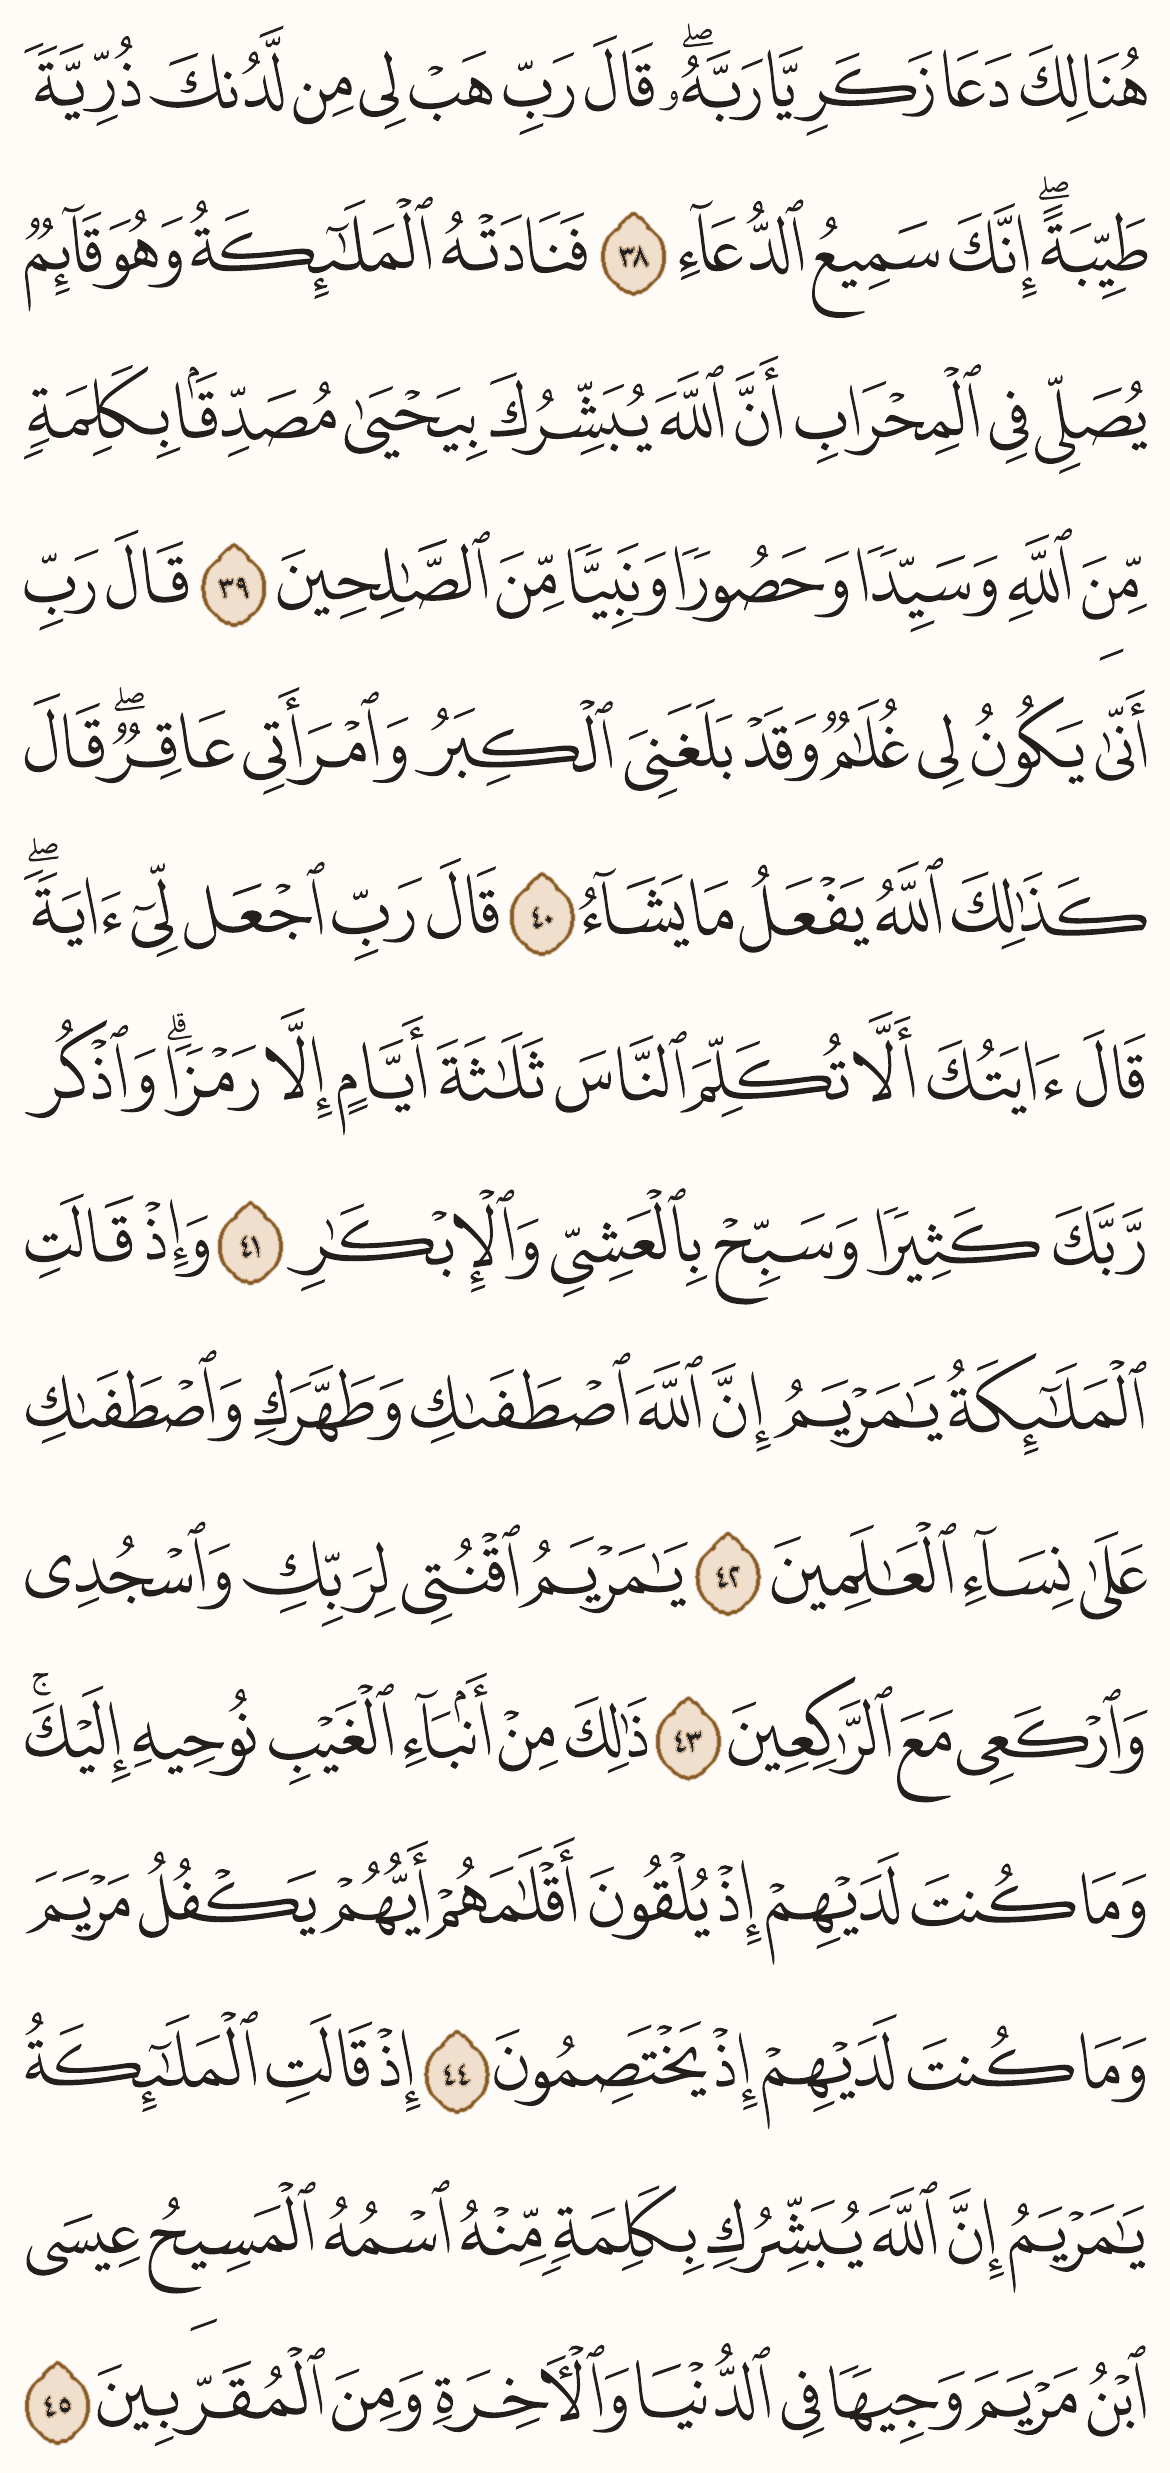 هُنَالِكَ دَعَا زَكَرِيَّا رَبَّهُۥۖ قَالَ رَبِّ هَبۡ لِى مِن لَّدُنكَ ذُرِّيَّةٗ
طَيِّبَةًۖ إِنَّكَ سَمِيعُ ٱلدُّعَآءِ ٣٨ فَنَادَتۡهُ ٱلۡمَلَٰٓئِكَةُ وَهُوَ قَآئِمٞ
يُصَلِّى فِى ٱلۡمِحۡرَابِ أَنَّ ٱللَّهَ يُبَشِّرُكَ بِيَحۡيَىٰ مُصَدِّقَۢا بِكَلِمَةٖ
مِّنَ ٱللَّهِ وَسَيِّدٗا وَحَصُورٗا وَنَبِيّٗا مِّنَ ٱلصَّٰلِحِينَ ٣٩ قَالَ رَبِّ
أَنَّىٰ يَكُونُ لِى غُلَٰمٞ وَقَدۡ بَلَغَنِىَ ٱلۡكِبَرُ وَٱمۡرَأَتِى عَاقِرٞۖ قَالَ
كَذَٰلِكَ ٱللَّهُ يَفۡعَلُ مَا يَشَآءُ ٤٠ قَالَ رَبِّ ٱجۡعَل لِّىٓ ءَايَةٗۖ
قَالَ ءَايَتُكَ أَلَّا تُكَلِّمَ ٱلنَّاسَ ثَلَٰثَةَ أَيَّامٍ إِلَّا رَمۡزٗاۗ وَٱذۡكُر
رَّبَّكَ كَثِيرٗا وَسَبِّحۡ بِٱلۡعَشِىِّ وَٱلۡإِبۡكَٰرِ ٤١ وَإِذۡ قَالَتِ
ٱلۡمَلَٰٓئِكَةُ يَٰمَرۡيَمُ إِنَّ ٱللَّهَ ٱصۡطَفَىٰكِ وَطَهَّرَكِ وَٱصۡطَفَىٰكِ
عَلَىٰ نِسَآءِ ٱلۡعَٰلَمِينَ ٤٢ يَٰمَرۡيَمُ ٱقۡنُتِى لِرَبِّكِ وَٱسۡجُدِى
وَٱرۡكَعِى مَعَ ٱلرَّٰكِعِينَ ٤٣ ذَٰلِكَ مِنۡ أَنۢبَآءِ ٱلۡغَيۡبِ نُوحِيهِ إِلَيۡكَۚ
وَمَا كُنتَ لَدَيۡهِمۡ إِذۡ يُلۡقُونَ أَقۡلَٰمَهُمۡ أَيُّهُمۡ يَكۡفُلُ مَرۡيَمَ
وَمَا كُنتَ لَدَيۡهِمۡ إِذۡ يَخۡتَصِمُونَ ٤٤ إِذۡ قَالَتِ ٱلۡمَلَٰٓئِكَةُ
يَٰمَرۡيَمُ إِنَّ ٱللَّهَ يُبَشِّرُكِ بِكَلِمَةٖ مِّنۡهُ ٱسۡمُهُ ٱلۡمَسِيحُ عِيسَى
ٱبۡنُ مَرۡيَمَ وَجِيهٗا فِى ٱلدُّنۡيَا وَٱلۡأٓخِرَةِ وَمِنَ ٱلۡمُقَرَّبِينَ ٤٥